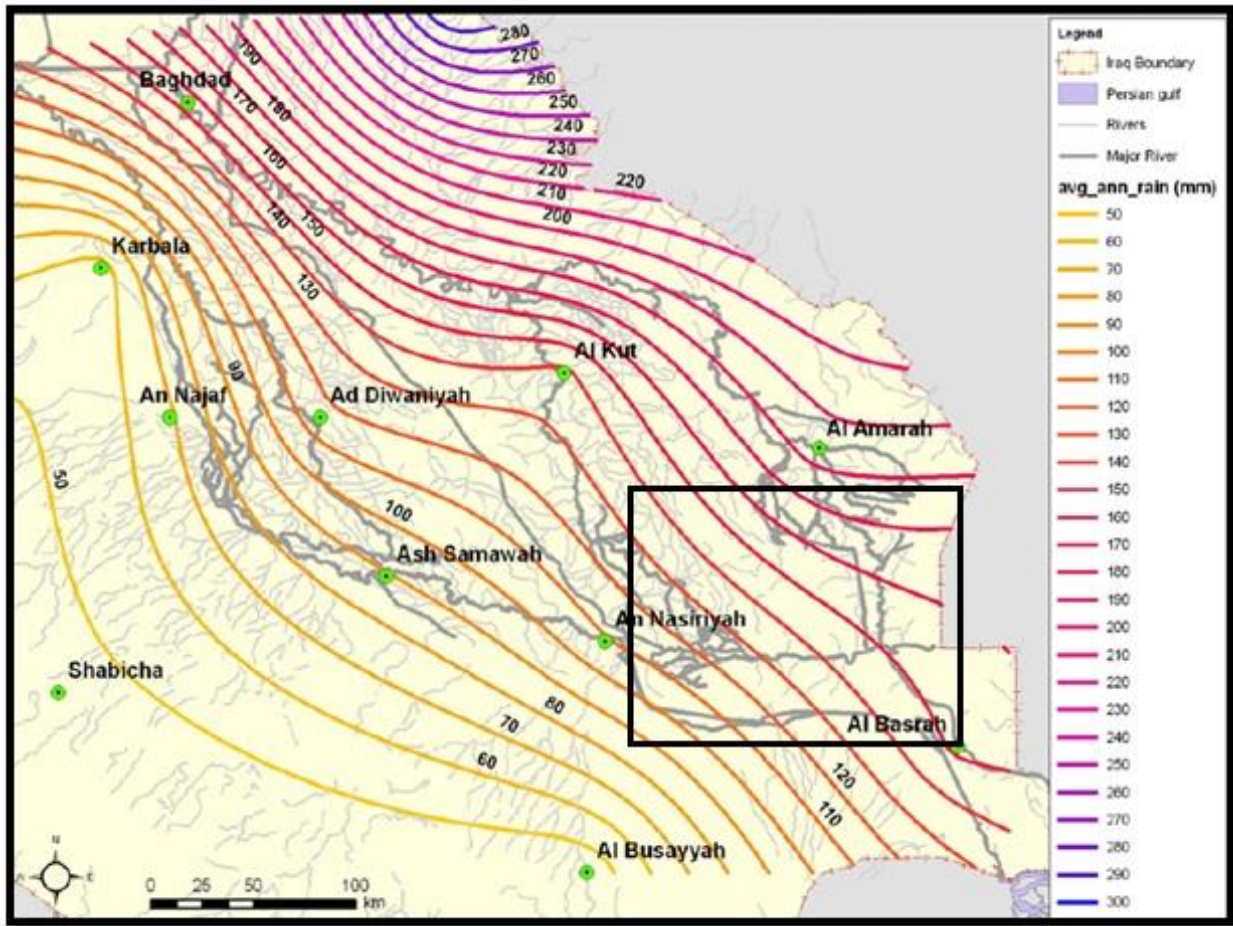 280
270
260
250
240
230
220
210
200
220
190
180
170
160
150
140
130
Baghdad
Karbala
Al Kut
An Najaf
90
Ad Diwaniyah
Al Amarah
50
100
Ash Samawah
An Nasiriyah
Shabicha
80
70
60
Al Basrah
120
110
Al Busayyah
N
E
0 25 50 100
km
Legend
Iraq Boundary
Persian gulf
Rivers
Major River
avg_ann_rain (mm)
50
60
70
80
90
100
110
120
130
140
150
160
170
180
190
200
210
220
230
240
250
260
270
280
290
300